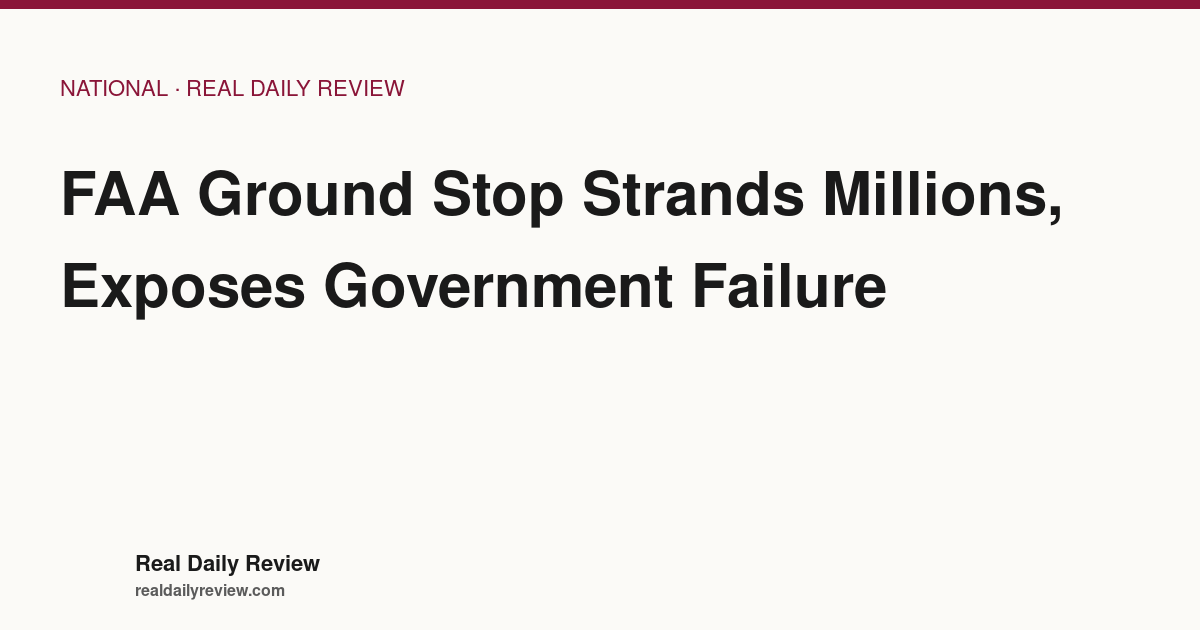 NATIONAL · REAL DAILY REVIEW
FAA Ground Stop Strands Millions,
Exposes Government Failure
Real Daily Review
realdailyreview.com